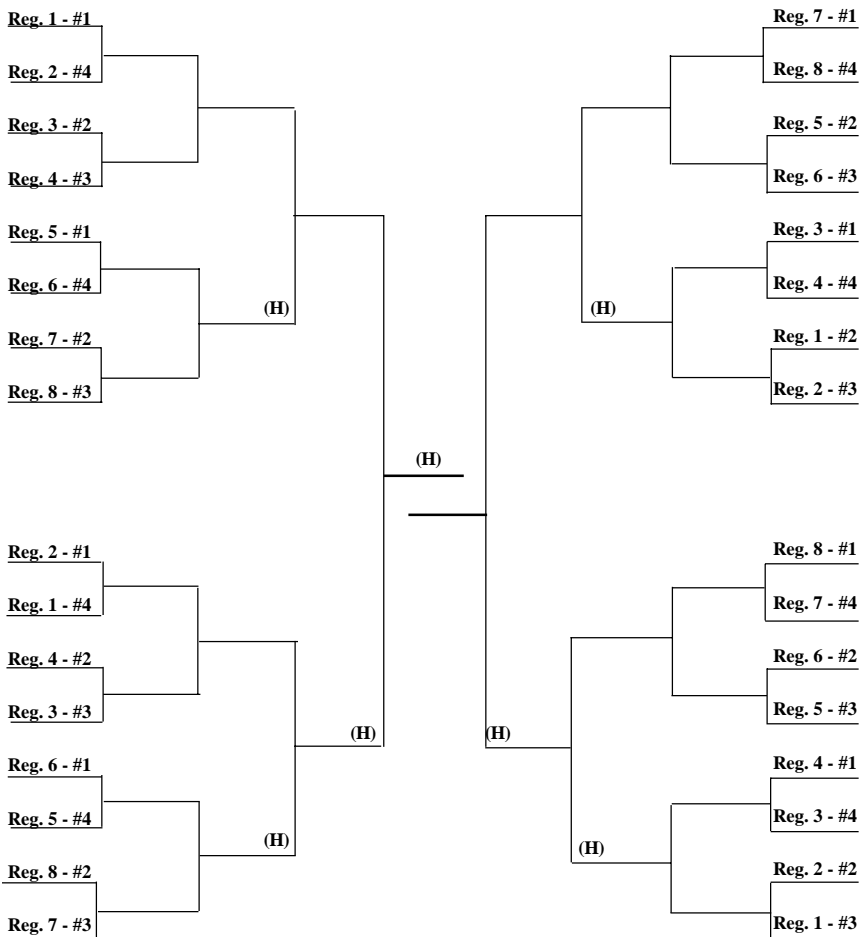 Reg. 1 - #1
Reg. 2 - #4
Reg. 3 - #2
Reg. 4 - #3
Reg. 5 - #1
Reg. 6 - #4
(H)
Reg. 7 - #2
Reg. 8 - #3
(H)
Reg. 2 - #1
Reg. 1 - #4
Reg. 4 - #2
Reg. 3 - #3
(H)
Reg. 6 - #1
Reg. 5 - #4
(H)
Reg. 8 - #2
Reg. 7 - #3
Reg. 7 - #1
Reg. 8 - #4
Reg. 5 - #2
Reg. 6 - #3
Reg. 3 - #1
Reg. 4 - #4
(H)
Reg. 1 - #2
Reg. 2 - #3
Reg. 8 - #1
Reg. 7 - #4
Reg. 6 - #2
Reg. 5 - #3
(H)
Reg. 4 - #1
Reg. 3 - #4
(H)
Reg. 2 - #2
Reg. 1 - #3